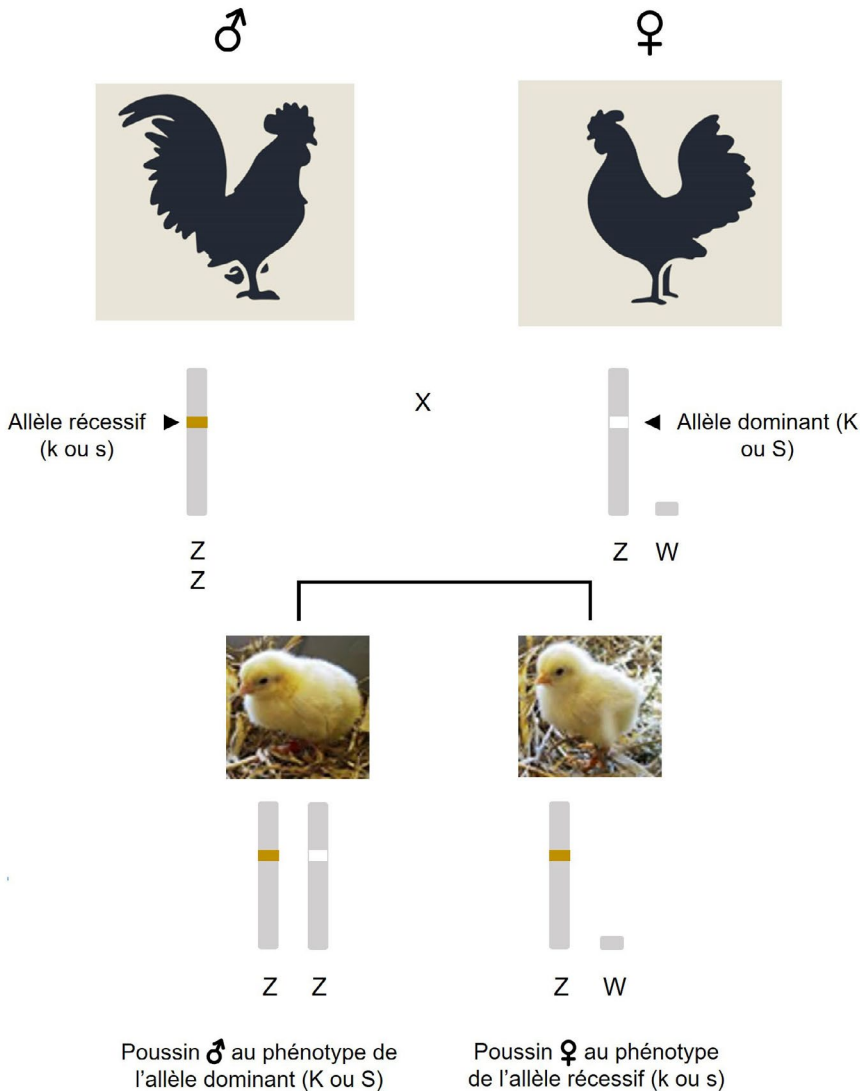 ♂ ♀
Allèle récessif
(k ou s)
X
Allèle dominant (K
ou S)
Z
Z
Z W
Z Z
Z W
Poussin ♂ au phénotype de
l'allèle dominant (K ou S)
Poussin ♀ au phénotype
de l'allèle récessif (k ou s)